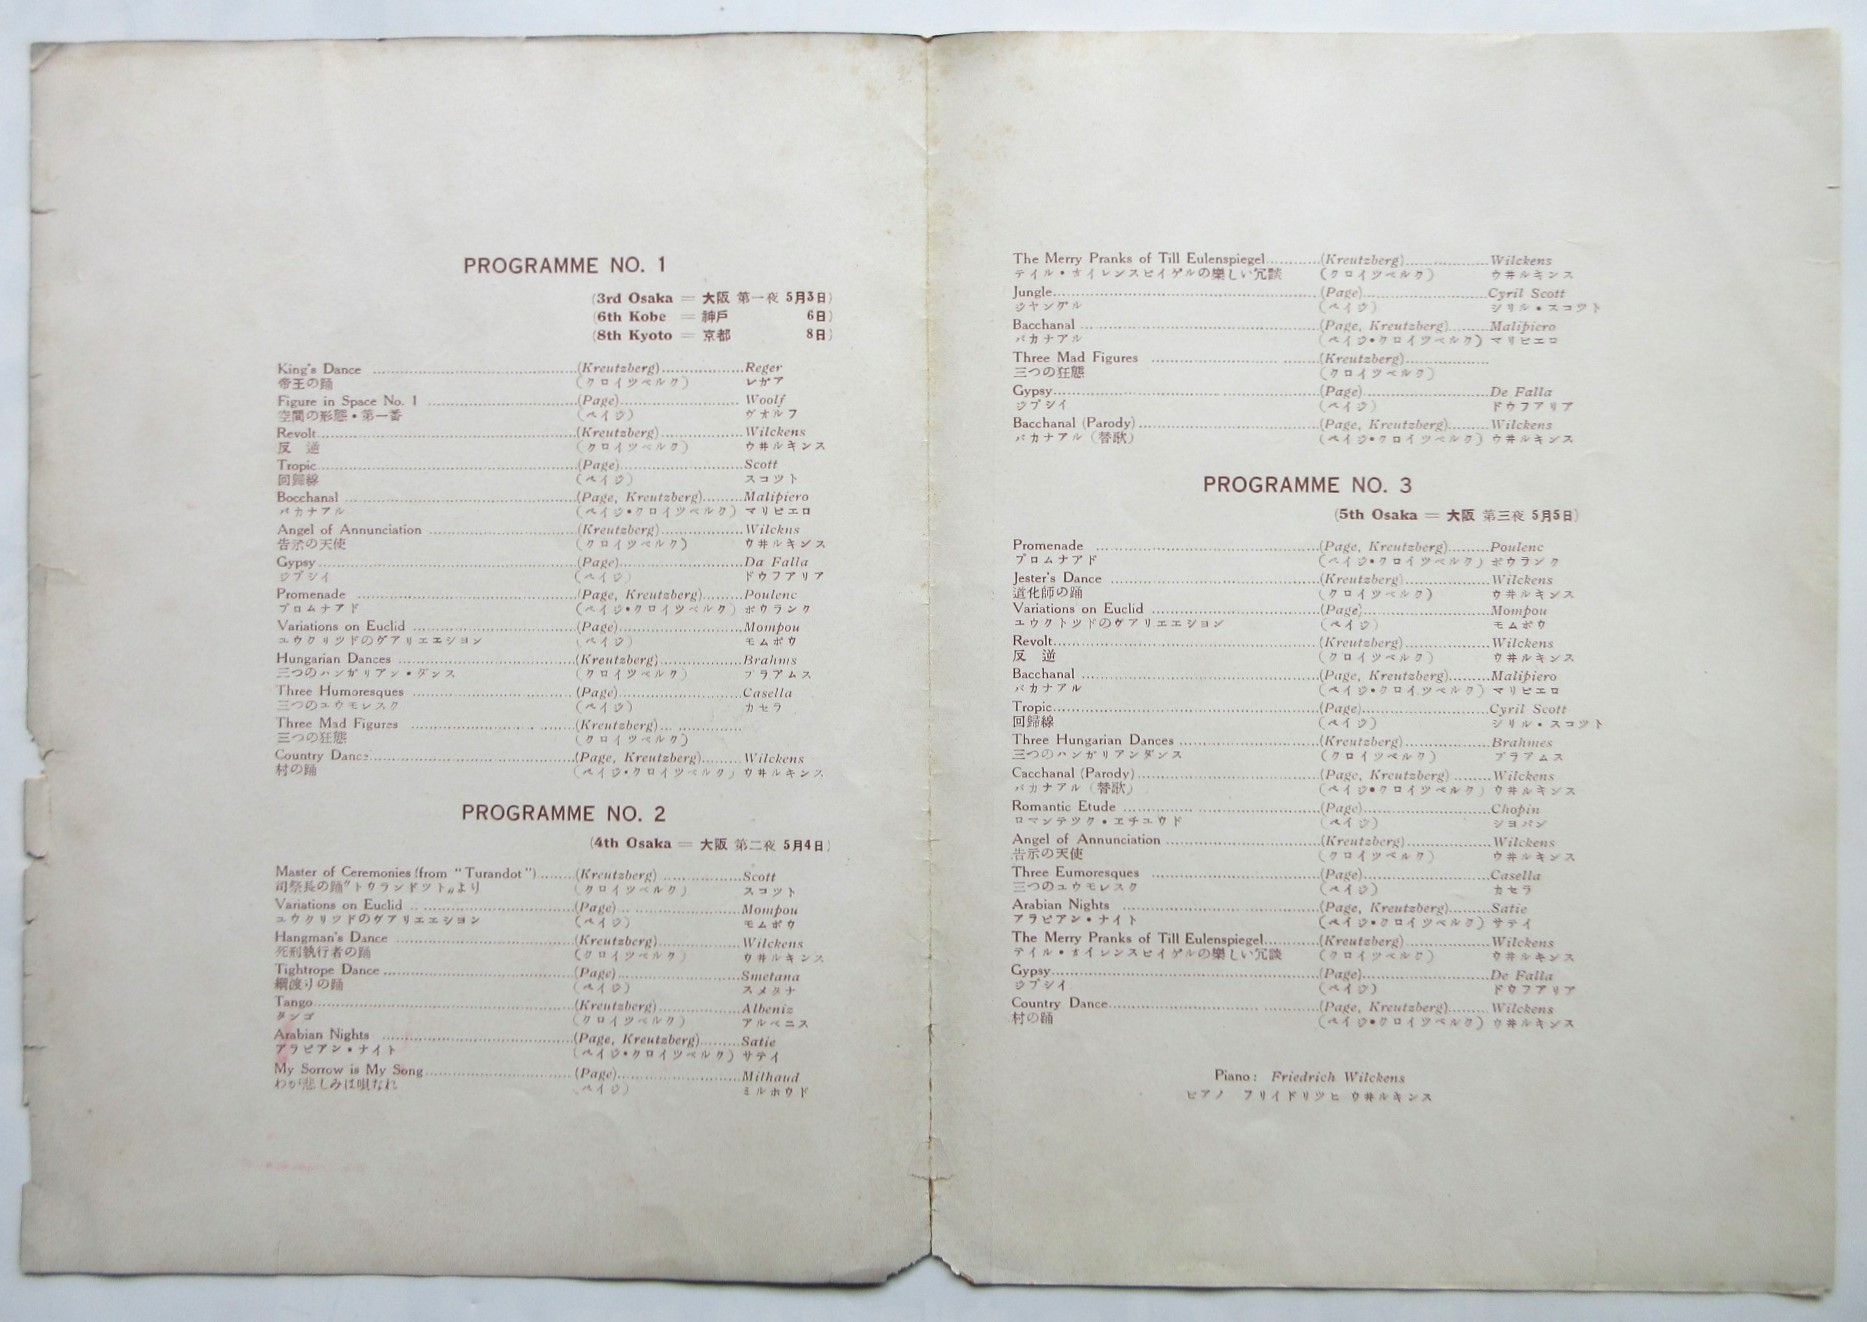 PROGRAMME NO. 1
(3rd Osaka = 大阪 第一夜 5月3日)
(6th Kobe = 神戸 6日)
(8th Kyoto = 京都 8日)
King's Dance ........(Kreutzberg)........Reger
帝王の踊 (クロイツベルク) レガア
Figure in Space No. 1 ........(Page)........ Woolf
空間の形態・第一番 (ペイジ) ヴオルフ
Revolt........(Kreutzberg)........Wilckens
反 逆 (クロイツベルク) ウ井ルキンス
Tropic........(Page)........Scott
回歸線 (ペイジ) スコツト
Bocchanal ........(Page, Kreutzberg)........Malipiero
バカナアル (ペイジ・クロイツベルク) マリピエロ
Angel of Annunciation ........(Kreutzberg)........Wilckns
告示の天使 (クロイツベルク) ウ井ルキンス
Gypsy........(Page)........Da Falla
ジプシイ (ペイジ) ドウフアリア
Promenade ........(Page, Kreutzberg)........Poulenc
プロムナアド (ペイジ・クロイツベルク) ポウランク
Variations on Euclid ........(Page)........Mompou
ユウクリツドのヴアリエエシヨン (ペイジ) モムポウ
Hungarian Dances ........(Kreutzberg)........Brahms
三つのハンガリアン・ダンス (クロイツベルク) ブラアムス
Three Humoresques ........(Page)........Casella
三つのユウモレスク (ペイジ) カセラ
Three Mad Figures ........(Kreutzberg)........
三つの狂態 (クロイツベルク)
Country Dance........(Page, Kreutzberg)........Wilckens
村の踊 (ペイジ・クロイツベルク) ウ井ルキンス
PROGRAMME NO. 2
(4th Osaka = 大阪 第二夜 5月4日)
Master of Ceremonies (from "Turandot")........(Kreutzberg)........Scott
司祭長の踊〃トウランドツト〃より (クロイツベルク) スコツト
Variations on Euclid ........(Page)........Mompou
ユウクリツドのヴアリエエシヨン (ペイジ) モムポウ
Hangman's Dance ........(Kreutzberg)........Wilckens
死刑執行者の踊 (クロイツベルク) ウ井ルキンス
Tightrope Dance........(Page)........Smetana
綱渡りの踊 (ペイジ) スメタナ
Tango........(Kreutzberg)........Albeniz
タンゴ (クロイツベルク) アルベニス
Arabian Nights ........(Page, Kreutzberg)........Satie
アラビアン・ナイト (ペイジ・クロイツベルク) サテイ
My Sorrow is My Song........(Page)........Milhaud
わが悲しみは唄なれ (ペイジ) ミルホウド
The Merry Pranks of Till Eulenspiegel........(Kreutzberg)........Wilckens
テイル・オイレンスピイゲルの樂しい冗談 (クロイツベルク) ウ井ルキンス
Jungle........(Page)........Cyril Scott
ジヤングル (ペイジ) シリル・スコツト
Bacchanal ........(Page, Kreutzberg)........Malipiero
バカナアル (ペイジ・クロイツベルク) マリピエロ
Three Mad Figures ........(Kreutzberg)........
三つの狂態 (クロイツベルク)
Gypsy........(Page)........De Falla
ジプシイ (ペイジ) ドウフアリア
Bacchanal (Parody)........(Page, Kreutzberg)........Wilckens
バカナアル (替歌) (ペイジ・クロイツベルク) ウ井ルキンス
PROGRAMME NO. 3
(5th Osaka = 大阪 第三夜 5月5日)
Promenade ........(Page, Kreutzberg)........Poulenc
プロムナアド (ペイジ・クロイツベルク) ポウランク
Jester's Dance ........(Kreutzberg)........Wilckens
道化師の踊 (クロイツベルク) ウ井ルキンス
Variations on Euclid ........(Page)........Mompou
ユウクトツドのヴアリエエシヨン (ペイジ) モムポウ
Revolt........(Kreutzberg)........Wilckens
反 逆 (クロイツベルク) ウ井ルキンス
Bacchanal ........(Page, Kreutzberg)........Malipiero
バカナアル (ペイジ・クロイツベルク) マリピエロ
Tropic........(Page)........Cyril Scott
回歸線 (ペイジ) シリル・スコツト
Three Hungarian Dances ........(Kreutzberg)........Brahmes
三つのハンガリアンダンス (クロイツベルク) ブラアムス
Cacchanal (Parody)........(Page, Kreutzberg)........Wilckens
バカナアル (替歌) (ペイジ・クロイツベルク) ウ井ルキンス
Romantic Etude ........(Page)........Chopin
ロマンテツク・エチユウド (ペイジ) シヨパン
Angel of Annunciation ........(Kreutzberg)........Wilckens
告示の天使 (クロイツベルク) ウ井ルキンス
Three Eumoresques ........(Page)........Casella
三つのユウモレスク (ペイジ) カセラ
Arabian Nights ........(Page, Kreutzberg)........Satie
アラビアン・ナイト (ペイジ・クロイツベルク) サテイ
The Merry Pranks of Till Eulenspiegel........(Kreutzberg)........Wilckens
テイル・オイレンスピイゲルの樂しい冗談 (クロイツベルク) ウ井ルキンス
Gypsy........(Page)........De Falla
ジプシイ (ペイジ) ドウフアリア
Country Dance........(Page, Kreutzberg)........Wilckens
村の踊 (ペイジ・クロイツベルク) ウ井ルキンス
Piano: Friedrich Wilckens
ピアノ フリイドリツヒ ウ井ルキンス